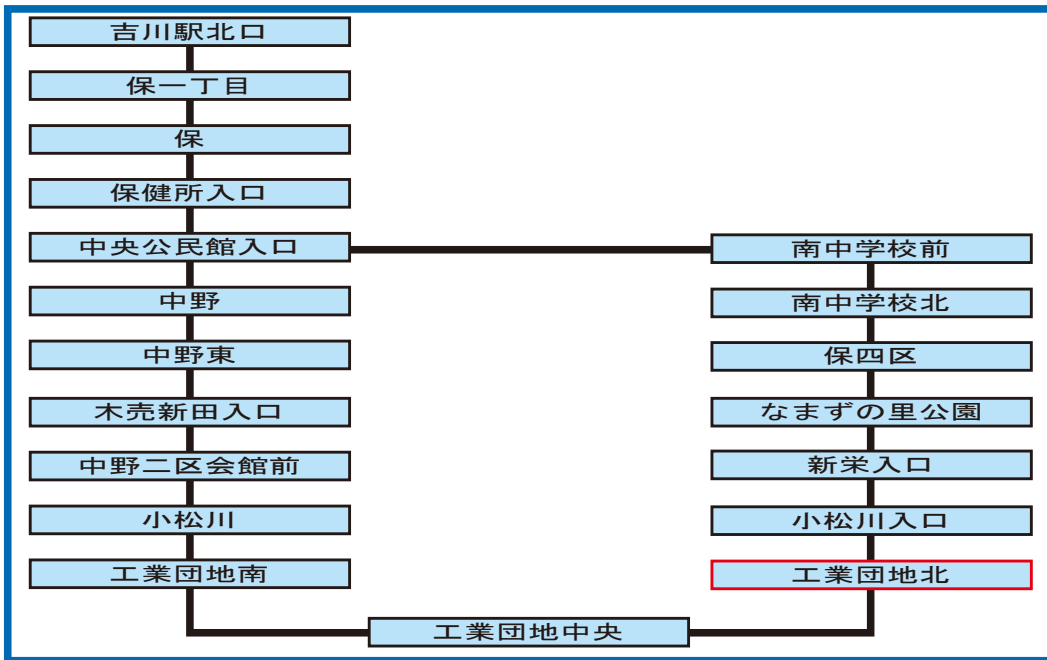 吉川駅北口
保一丁目
保
保健所入口
中央公民館入口
中野
中野東
木売新田入口
中野二区会館前
小松川
工業団地南
工業団地中央
南中学校前
南中学校北
保四区
なまずの里公園
新栄入口
小松川入口
工業団地北